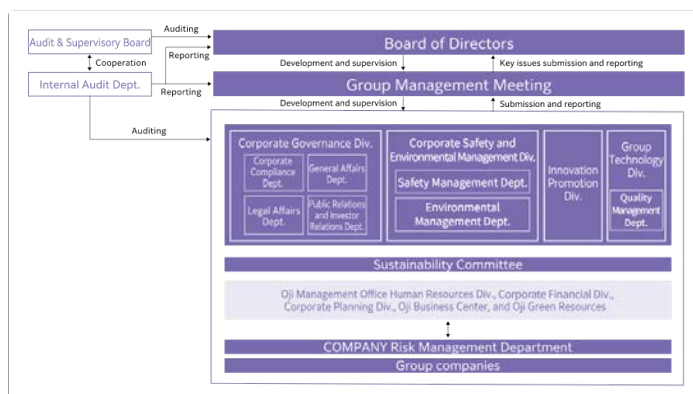 Auditing
Audit & Supervisory Board
Board of Directors
Reporting
Cooperation
Development and supervision
Key issues submission and reporting
Internal Audit Dept.
Group Management Meeting
Reporting
Development and supervision
Submission and reporting
Auditing
Corporate Governance Div.
Corporate
Compliance
Dept.
General Affairs
Dept.
Legal Affairs
Dept.
Public Relations
and Investor
Relations Dept.
Corporate Safety and
Environmental Management Div.
Safety Management Dept.
Environmental
Management Dept.
Innovation
Promotion
Div.
Group
Technology
Div.
Quality
Management
Dept.
Sustainability Committee
Oji Management Office Human Resources Div., Corporate Financial Div.,
Corporate Planning Div., Oji Business Center, and Oji Green Resources
COMPANY Risk Management Department
Group companies